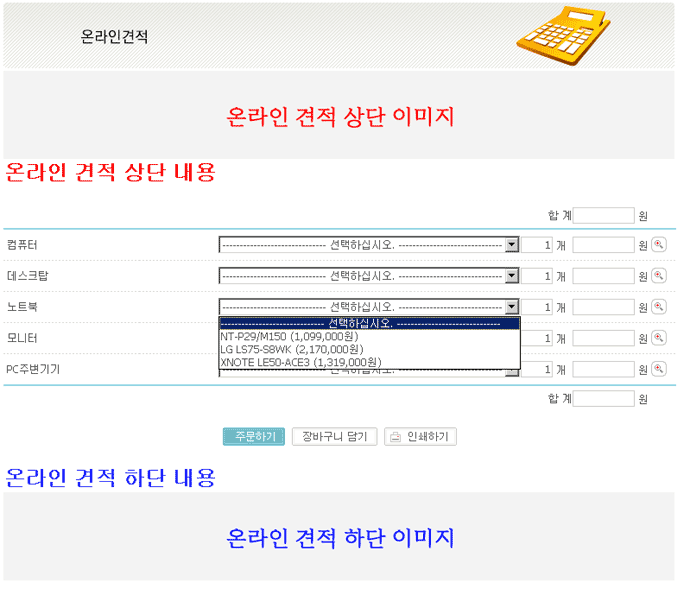 온라인견적
온라인 견적 상단 이미지
온라인 견적 상단 내용
합 계 원
컴퓨터 ------------------------------ 선택하십시오. ------------------------------ 1 개 원
데스크탑 ------------------------------ 선택하십시오. ------------------------------ 1 개 원
노트북 ------------------------------ 선택하십시오. ------------------------------ 1 개 원
------------------------------ 선택하십시오. ------------------------------
NT-P29/M150 (1,099,000원)
모니터 1 개 원
LG LS75-S8WK (2,170,000원)
XNOTE LE50-ACE3 (1,319,000원)
PC주변기기 1 개 원
합 계 원
주문하기 장바구니 담기 인쇄하기
온라인 견적 하단 내용
온라인 견적 하단 이미지